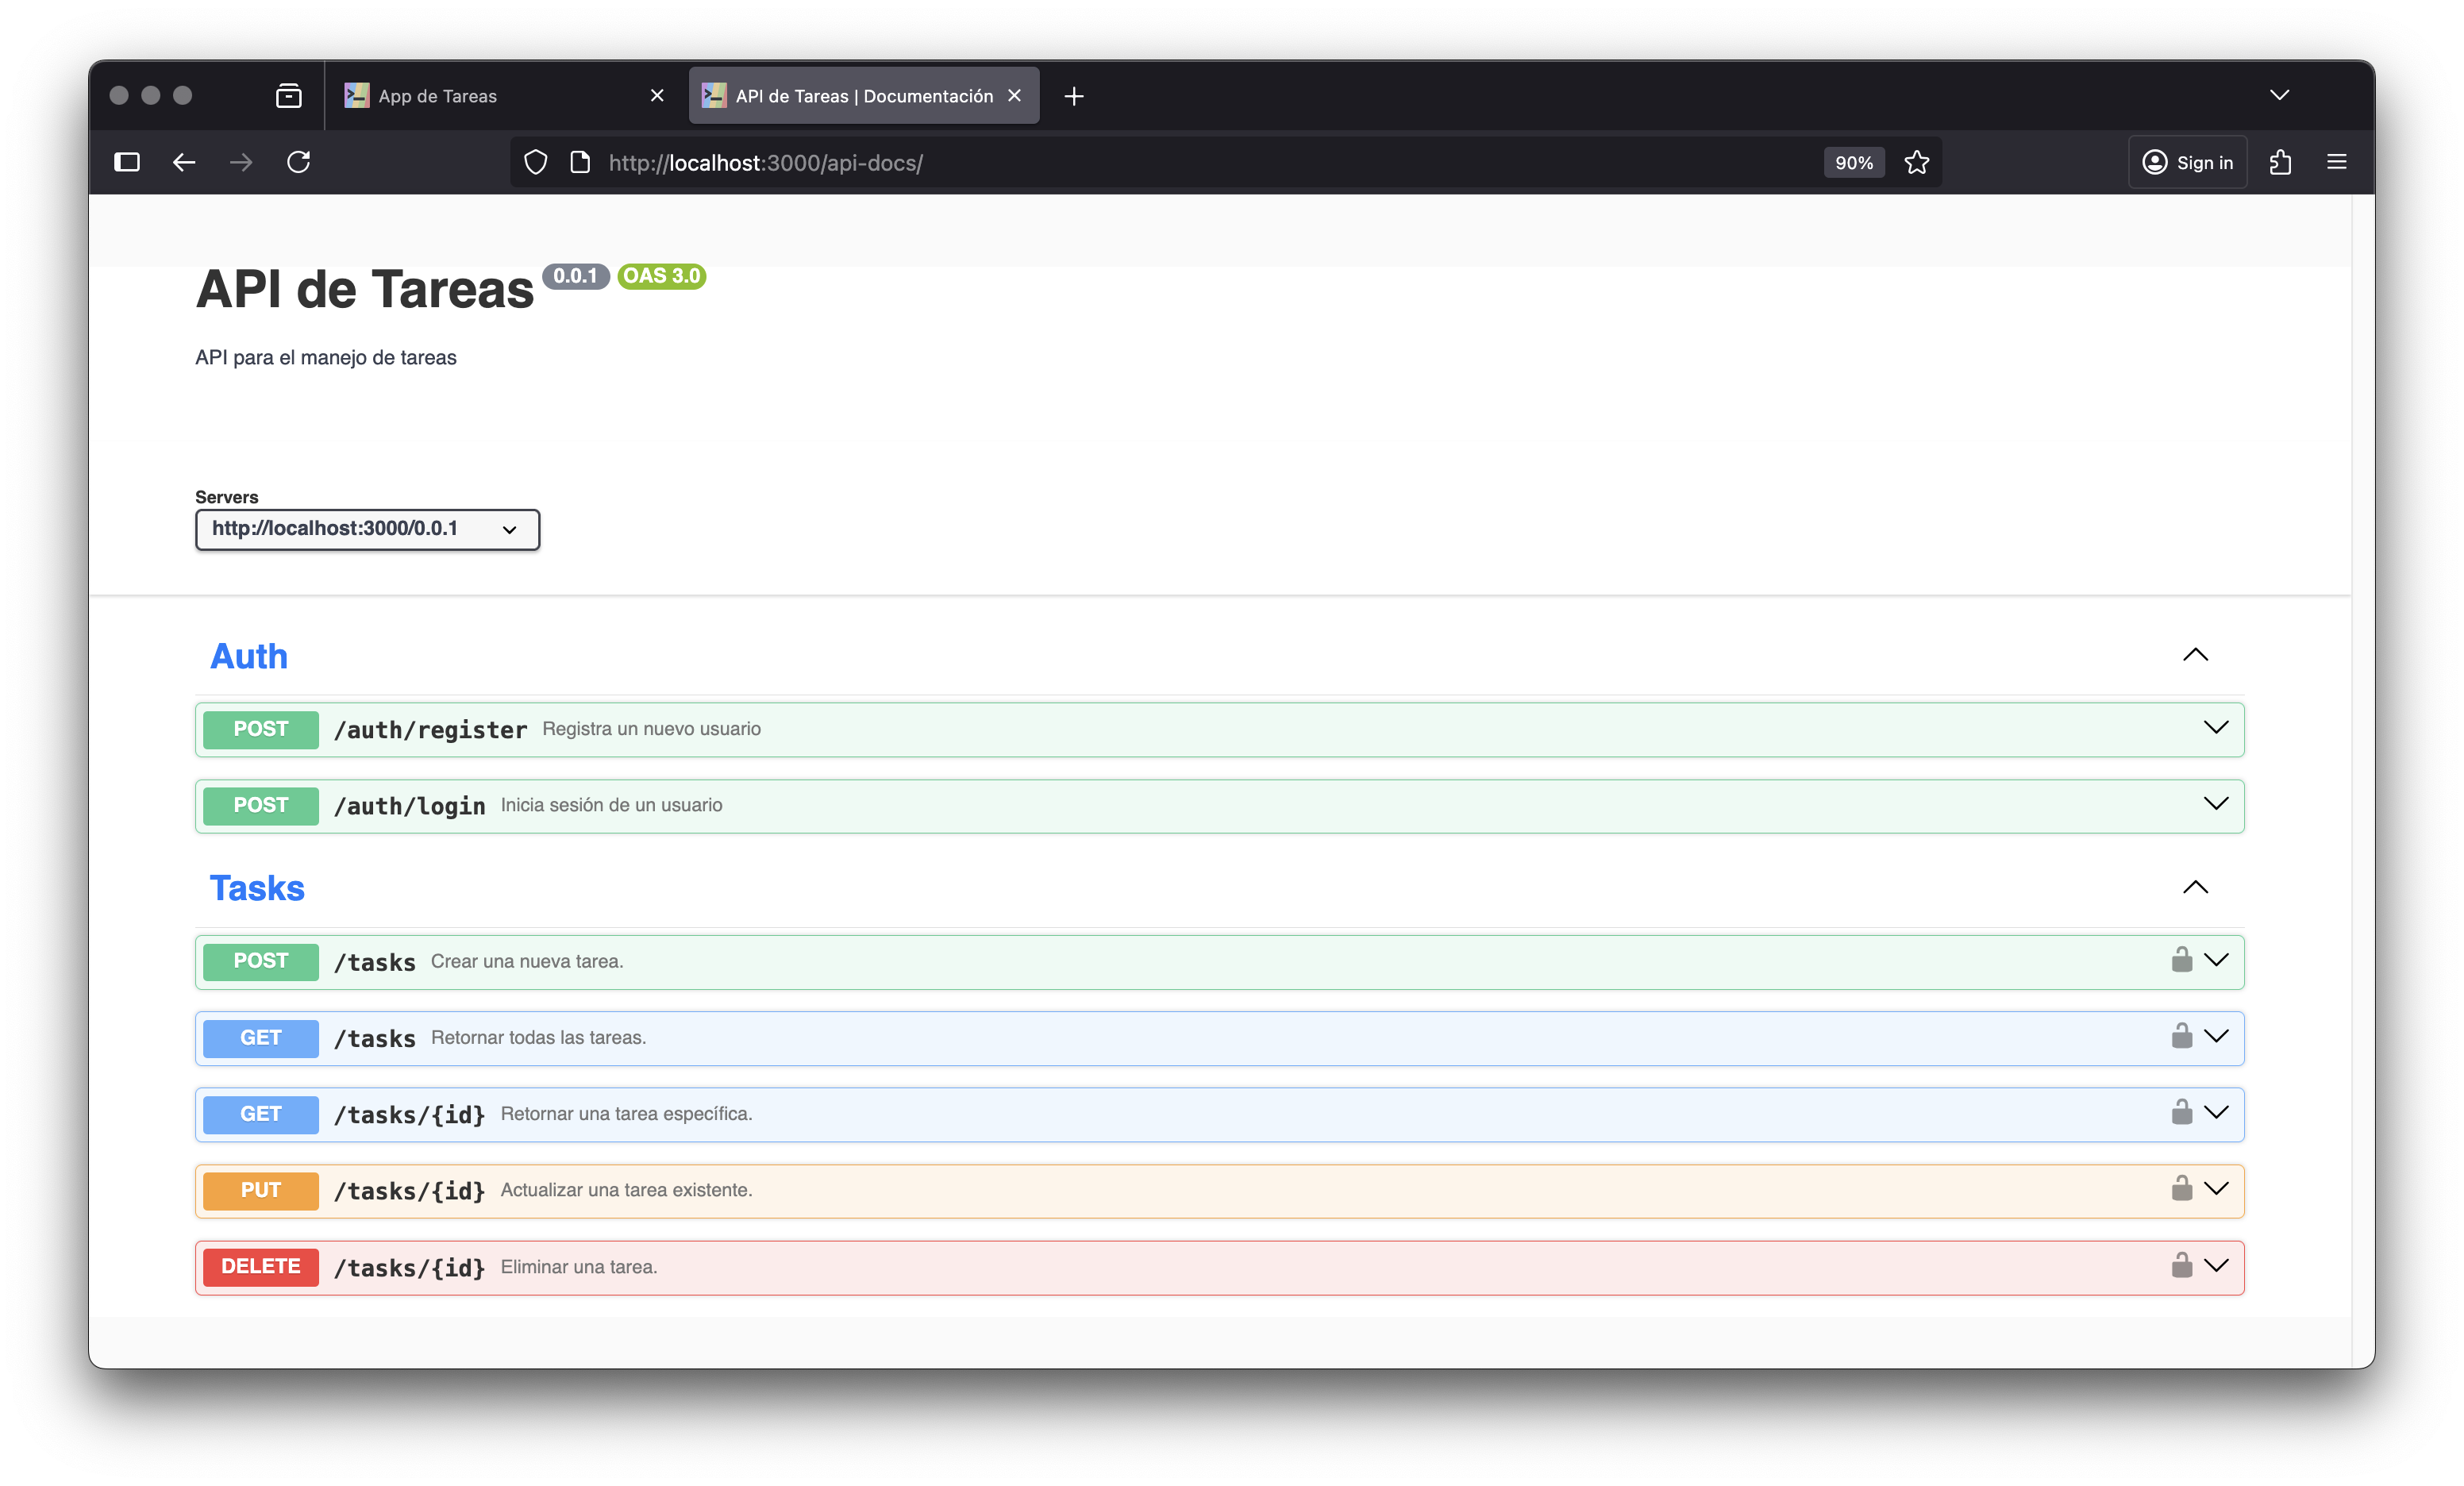 App de Tareas
API de Tareas | Documentación
http://localhost:3000/api-docs/
90%
Sign in
API de Tareas 0.0.1 OAS 3.0
API para el manejo de tareas
Servers
http://localhost:3000/0.0.1
Auth
POST /auth/register Registra un nuevo usuario
POST /auth/login Inicia sesión de un usuario
Tasks
POST /tasks Crear una nueva tarea.
GET /tasks Retornar todas las tareas.
GET /tasks/{id} Retornar una tarea específica.
PUT /tasks/{id} Actualizar una tarea existente.
DELETE /tasks/{id} Eliminar una tarea.